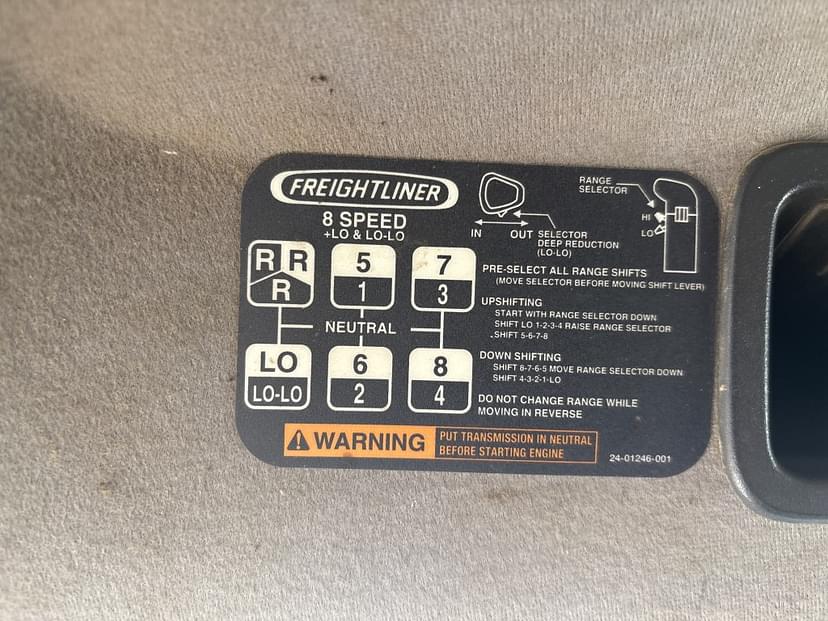 FREIGHTLINER
8 SPEED
+LO & LO-LO
R R
R
5
1
7
3
NEUTRAL
LO
LO-LO
6
2
8
4
IN OUT
SELECTOR
DEEP REDUCTION
(LO-LO)
RANGE
SELECTOR
HI
LO
PRE-SELECT ALL RANGE SHIFTS
(MOVE SELECTOR BEFORE MOVING SHIFT LEVER)
UPSHIFTING
START WITH RANGE SELECTOR DOWN
SHIFT LO 1-2-3-4 RAISE RANGE SELECTOR
SHIFT 5-6-7-8
DOWN SHIFTING
SHIFT 8-7-6-5 MOVE RANGE SELECTOR DOWN
SHIFT 4-3-2-1-LO
DO NOT CHANGE RANGE WHILE
MOVING IN REVERSE
WARNING
PUT TRANSMISSION IN NEUTRAL
BEFORE STARTING ENGINE
24-01246-001